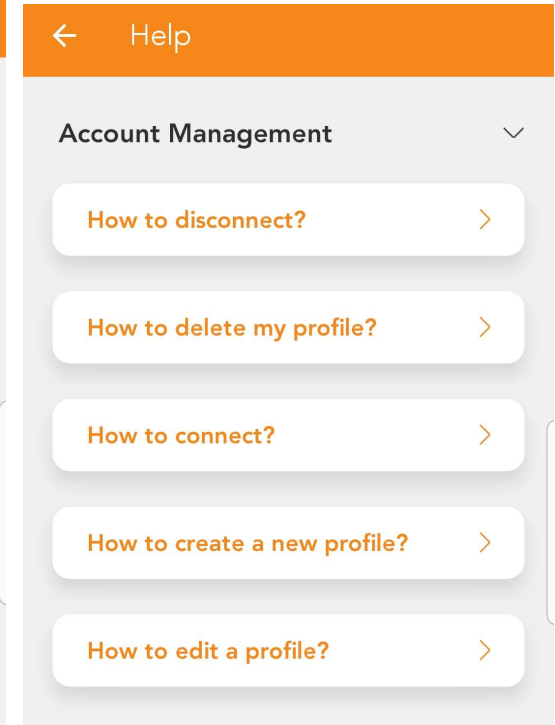 Help
Account Management
How to disconnect?
How to delete my profile?
How to connect?
How to create a new profile?
How to edit a profile?